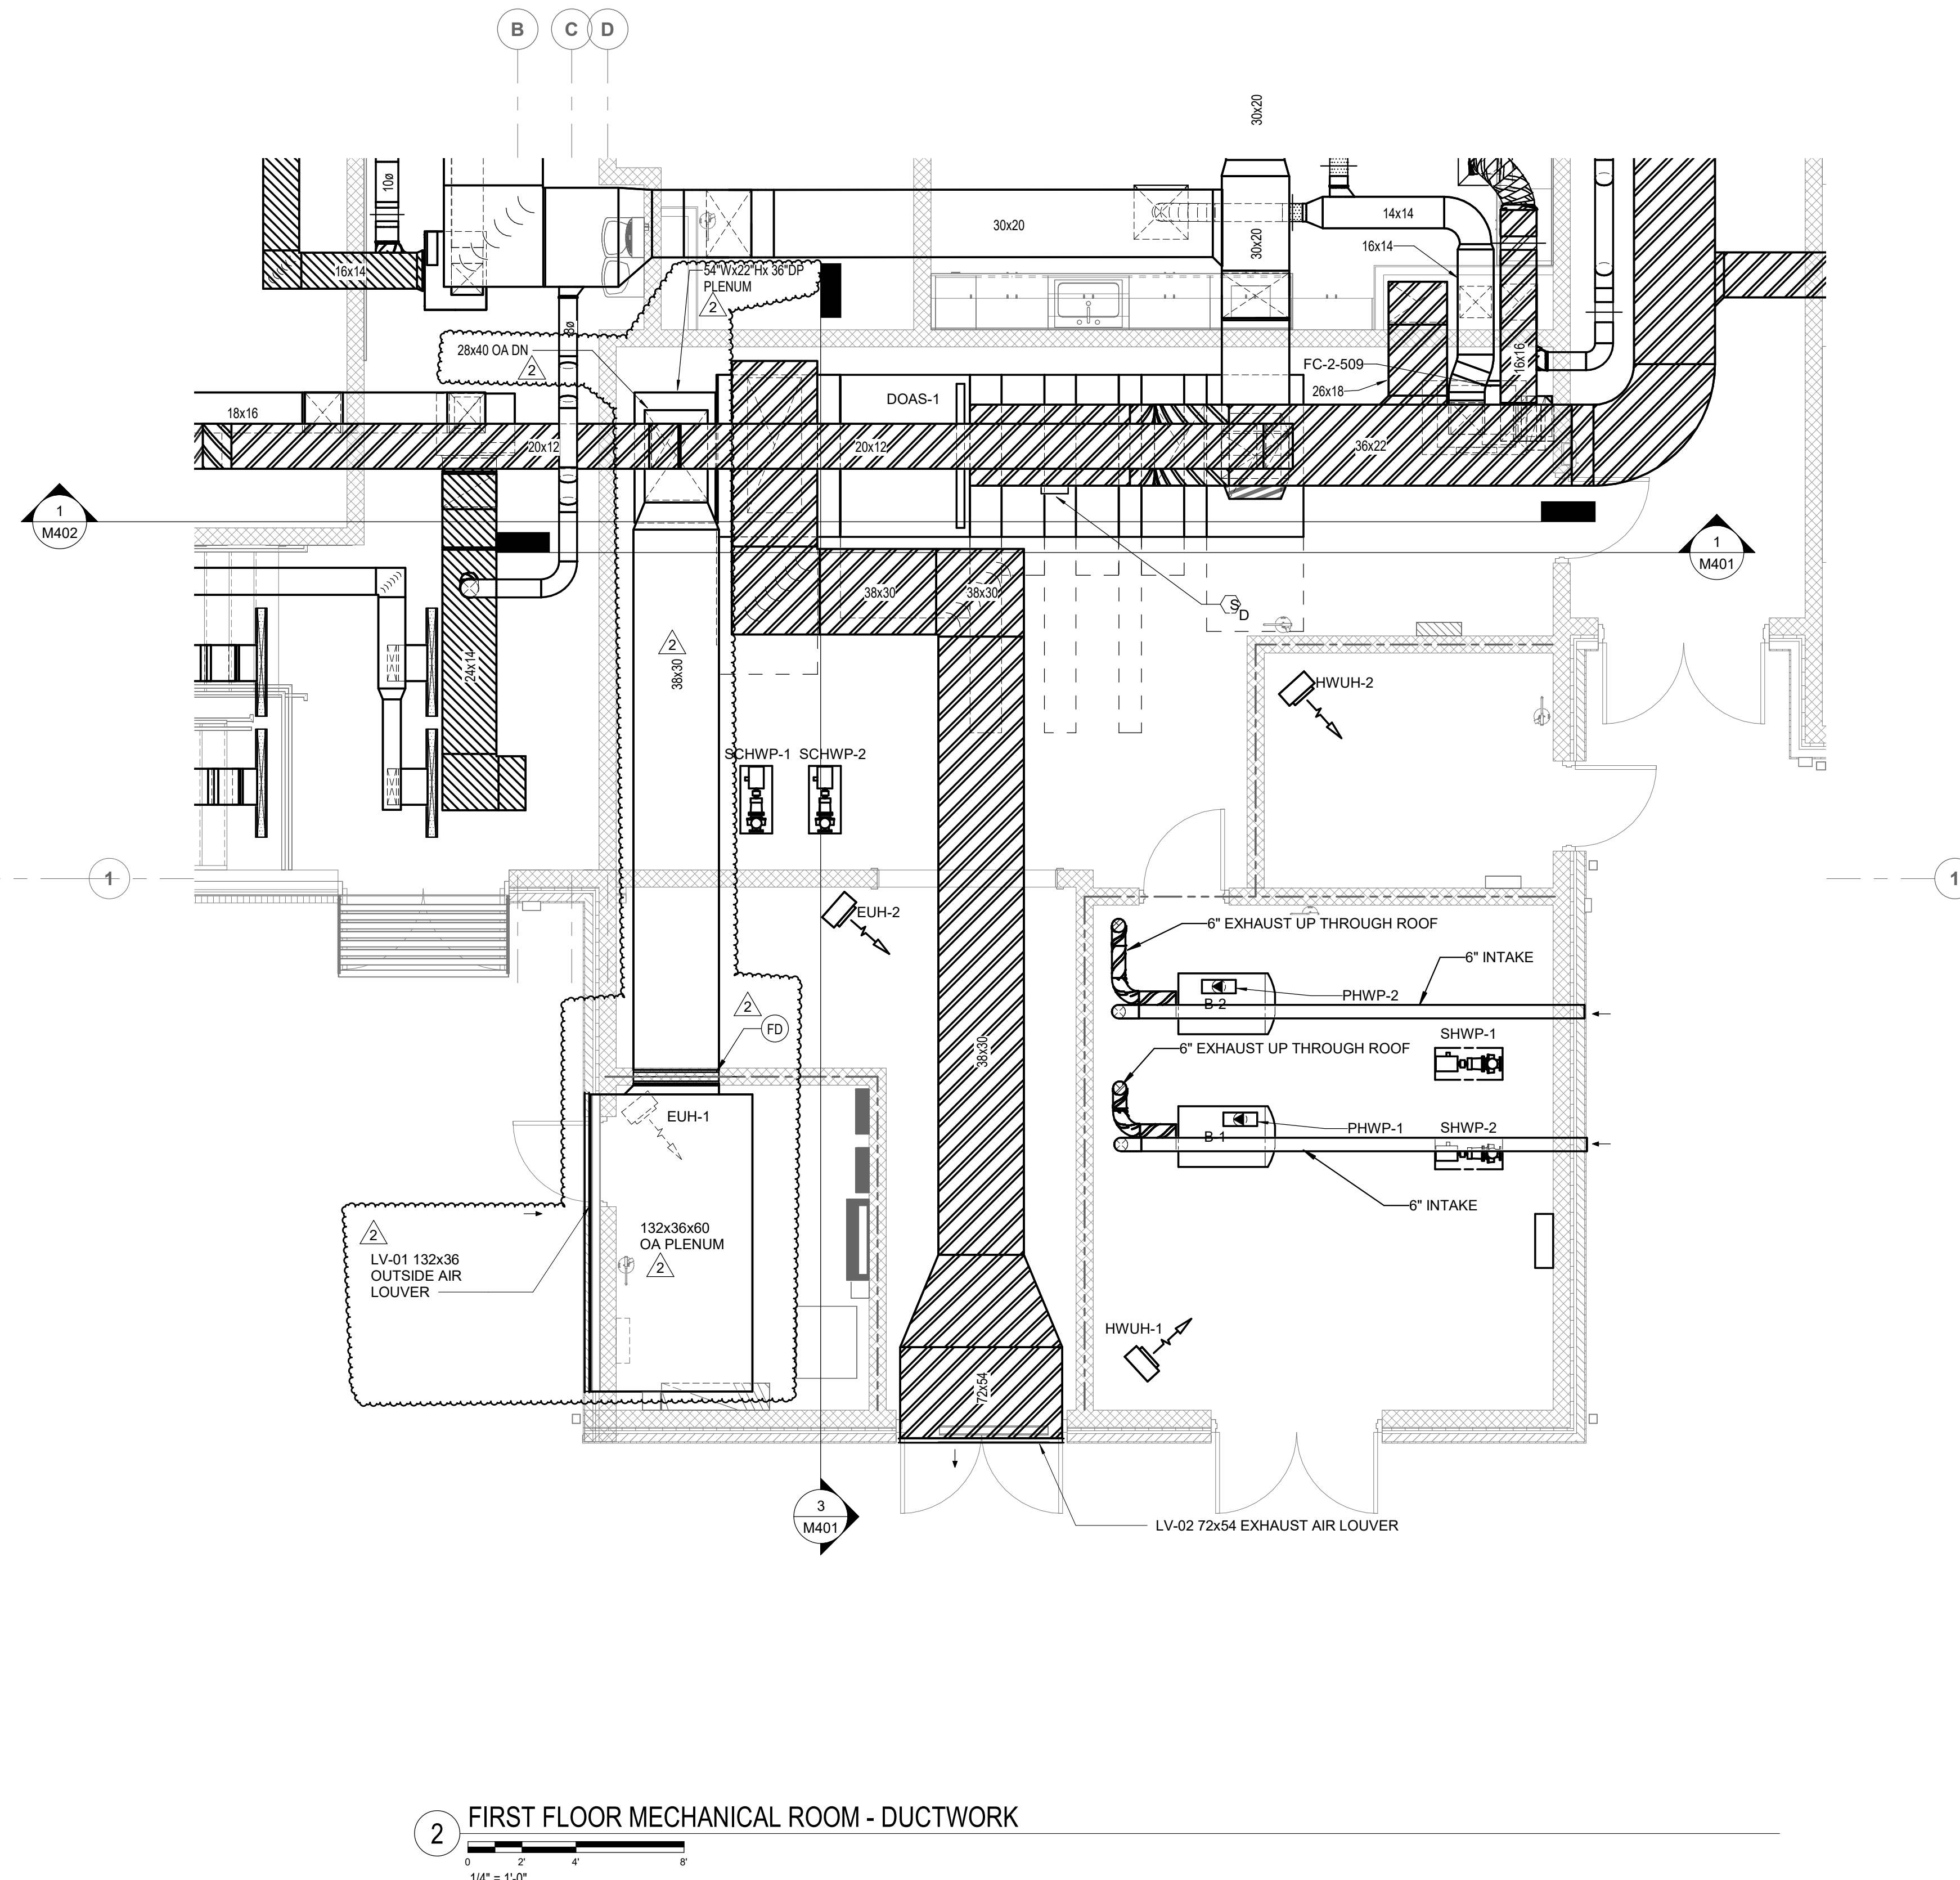 B
C
D
30x20
10ø
30x20
30x20
14x14
16x14
16x14
54"Wx22"Hx 36"DP
PLENUM
2
8ø
28x40 OA DN
2
FC-2-509
26x18
16x16
DOAS-1
18x16
20x12
20x12
36x22
1
M402
1
M401
38x30
38x30
S
D
2
38x30
24x14
HWUH-2
SCHWP-1
SCHWP-2
1
1
EUH-2
6" EXHAUST UP THROUGH ROOF
6" INTAKE
PHWP-2
B-2
2
FD
SHWP-1
38x30
6" EXHAUST UP THROUGH ROOF
EUH-1
PHWP-1
B-1
SHWP-2
6" INTAKE
132x36x60
OA PLENUM
2
2
LV-01 132x36
OUTSIDE AIR
LOUVER
HWUH-1
72x54
3
M401
LV-02 72x54 EXHAUST AIR LOUVER
2
FIRST FLOOR MECHANICAL ROOM - DUCTWORK
0 2' 4' 8'
1/4" = 1'-0"